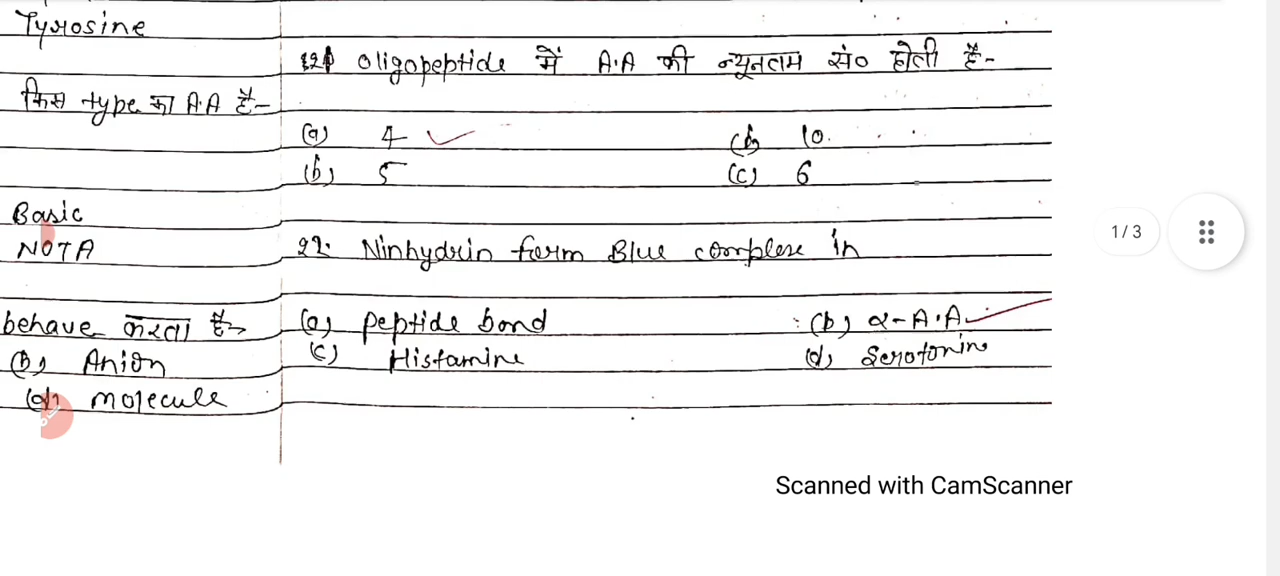 Tyrosine
किस type का A.A है-
Basic
NOTA
behave करता है-
(b) Anion
(d) molecule
21 oligopeptide में A.A की न्यूनतम सं० होती है-
(a) 4 ✓
(d) 10.
(b) 5
(c) 6
22. Ninhydrin form Blue complex in
(a) peptide bond
(b) α-A.A ✓
(c) Histamine
(d) Serotonin
Scanned with CamScanner
1/3